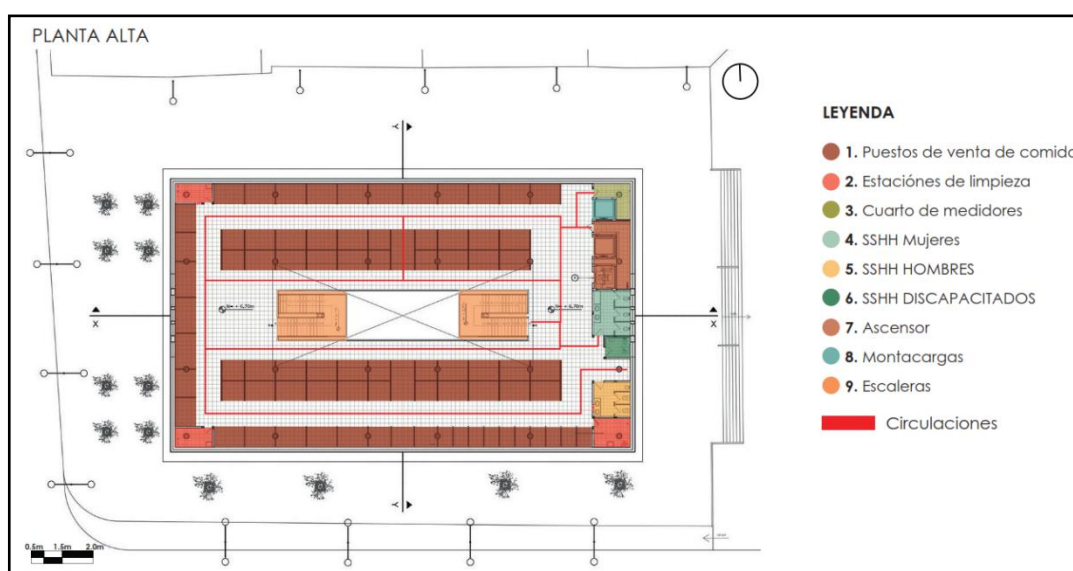 PLANTA ALTA
LEYENDA
1. Puestos de venta de comida
2. Estaciónes de limpieza
3. Cuarto de medidores
4. SSHH Mujeres
5. SSHH HOMBRES
6. SSHH DISCAPACITADOS
7. Ascensor
8. Montacargas
9. Escaleras
Circulaciones
Y
X
X
Y
0.5m 1.5m 2.0m